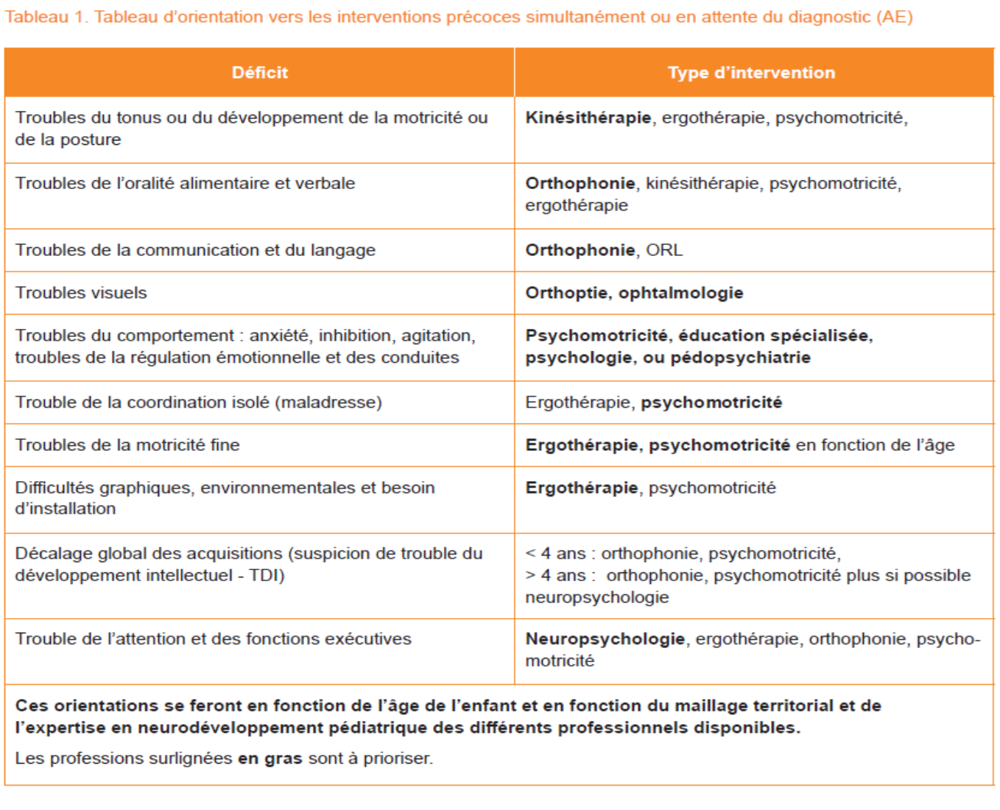 Tableau 1. Tableau d'orientation vers les interventions précoces simultanément ou en attente du diagnostic (AE)
Déficit
Type d'intervention
Troubles du tonus ou du développement de la motricité ou
de la posture
Kinésithérapie, ergothérapie, psychomotricité,
Troubles de l'oralité alimentaire et verbale
Orthophonie, kinésithérapie, psychomotricité,
ergothérapie
Troubles de la communication et du langage
Orthophonie, ORL
Troubles visuels
Orthoptie, ophtalmologie
Troubles du comportement : anxiété, inhibition, agitation,
troubles de la régulation émotionnelle et des conduites
Psychomotricité, éducation spécialisée,
psychologie, ou pédopsychiatrie
Trouble de la coordination isolé (maladresse)
Ergothérapie, psychomotricité
Troubles de la motricité fine
Ergothérapie, psychomotricité en fonction de l'âge
Difficultés graphiques, environnementales et besoin
d'installation
Ergothérapie, psychomotricité
Décalage global des acquisitions (suspicion de trouble du
développement intellectuel - TDI)
< 4 ans : orthophonie, psychomotricité,
> 4 ans : orthophonie, psychomotricité plus si possible
neuropsychologie
Trouble de l'attention et des fonctions exécutives
Neuropsychologie, ergothérapie, orthophonie, psycho-
motricité
Ces orientations se feront en fonction de l'âge de l'enfant et en fonction du maillage territorial et de
l'expertise en neurodéveloppement pédiatrique des différents professionnels disponibles.
Les professions surlignées en gras sont à prioriser.